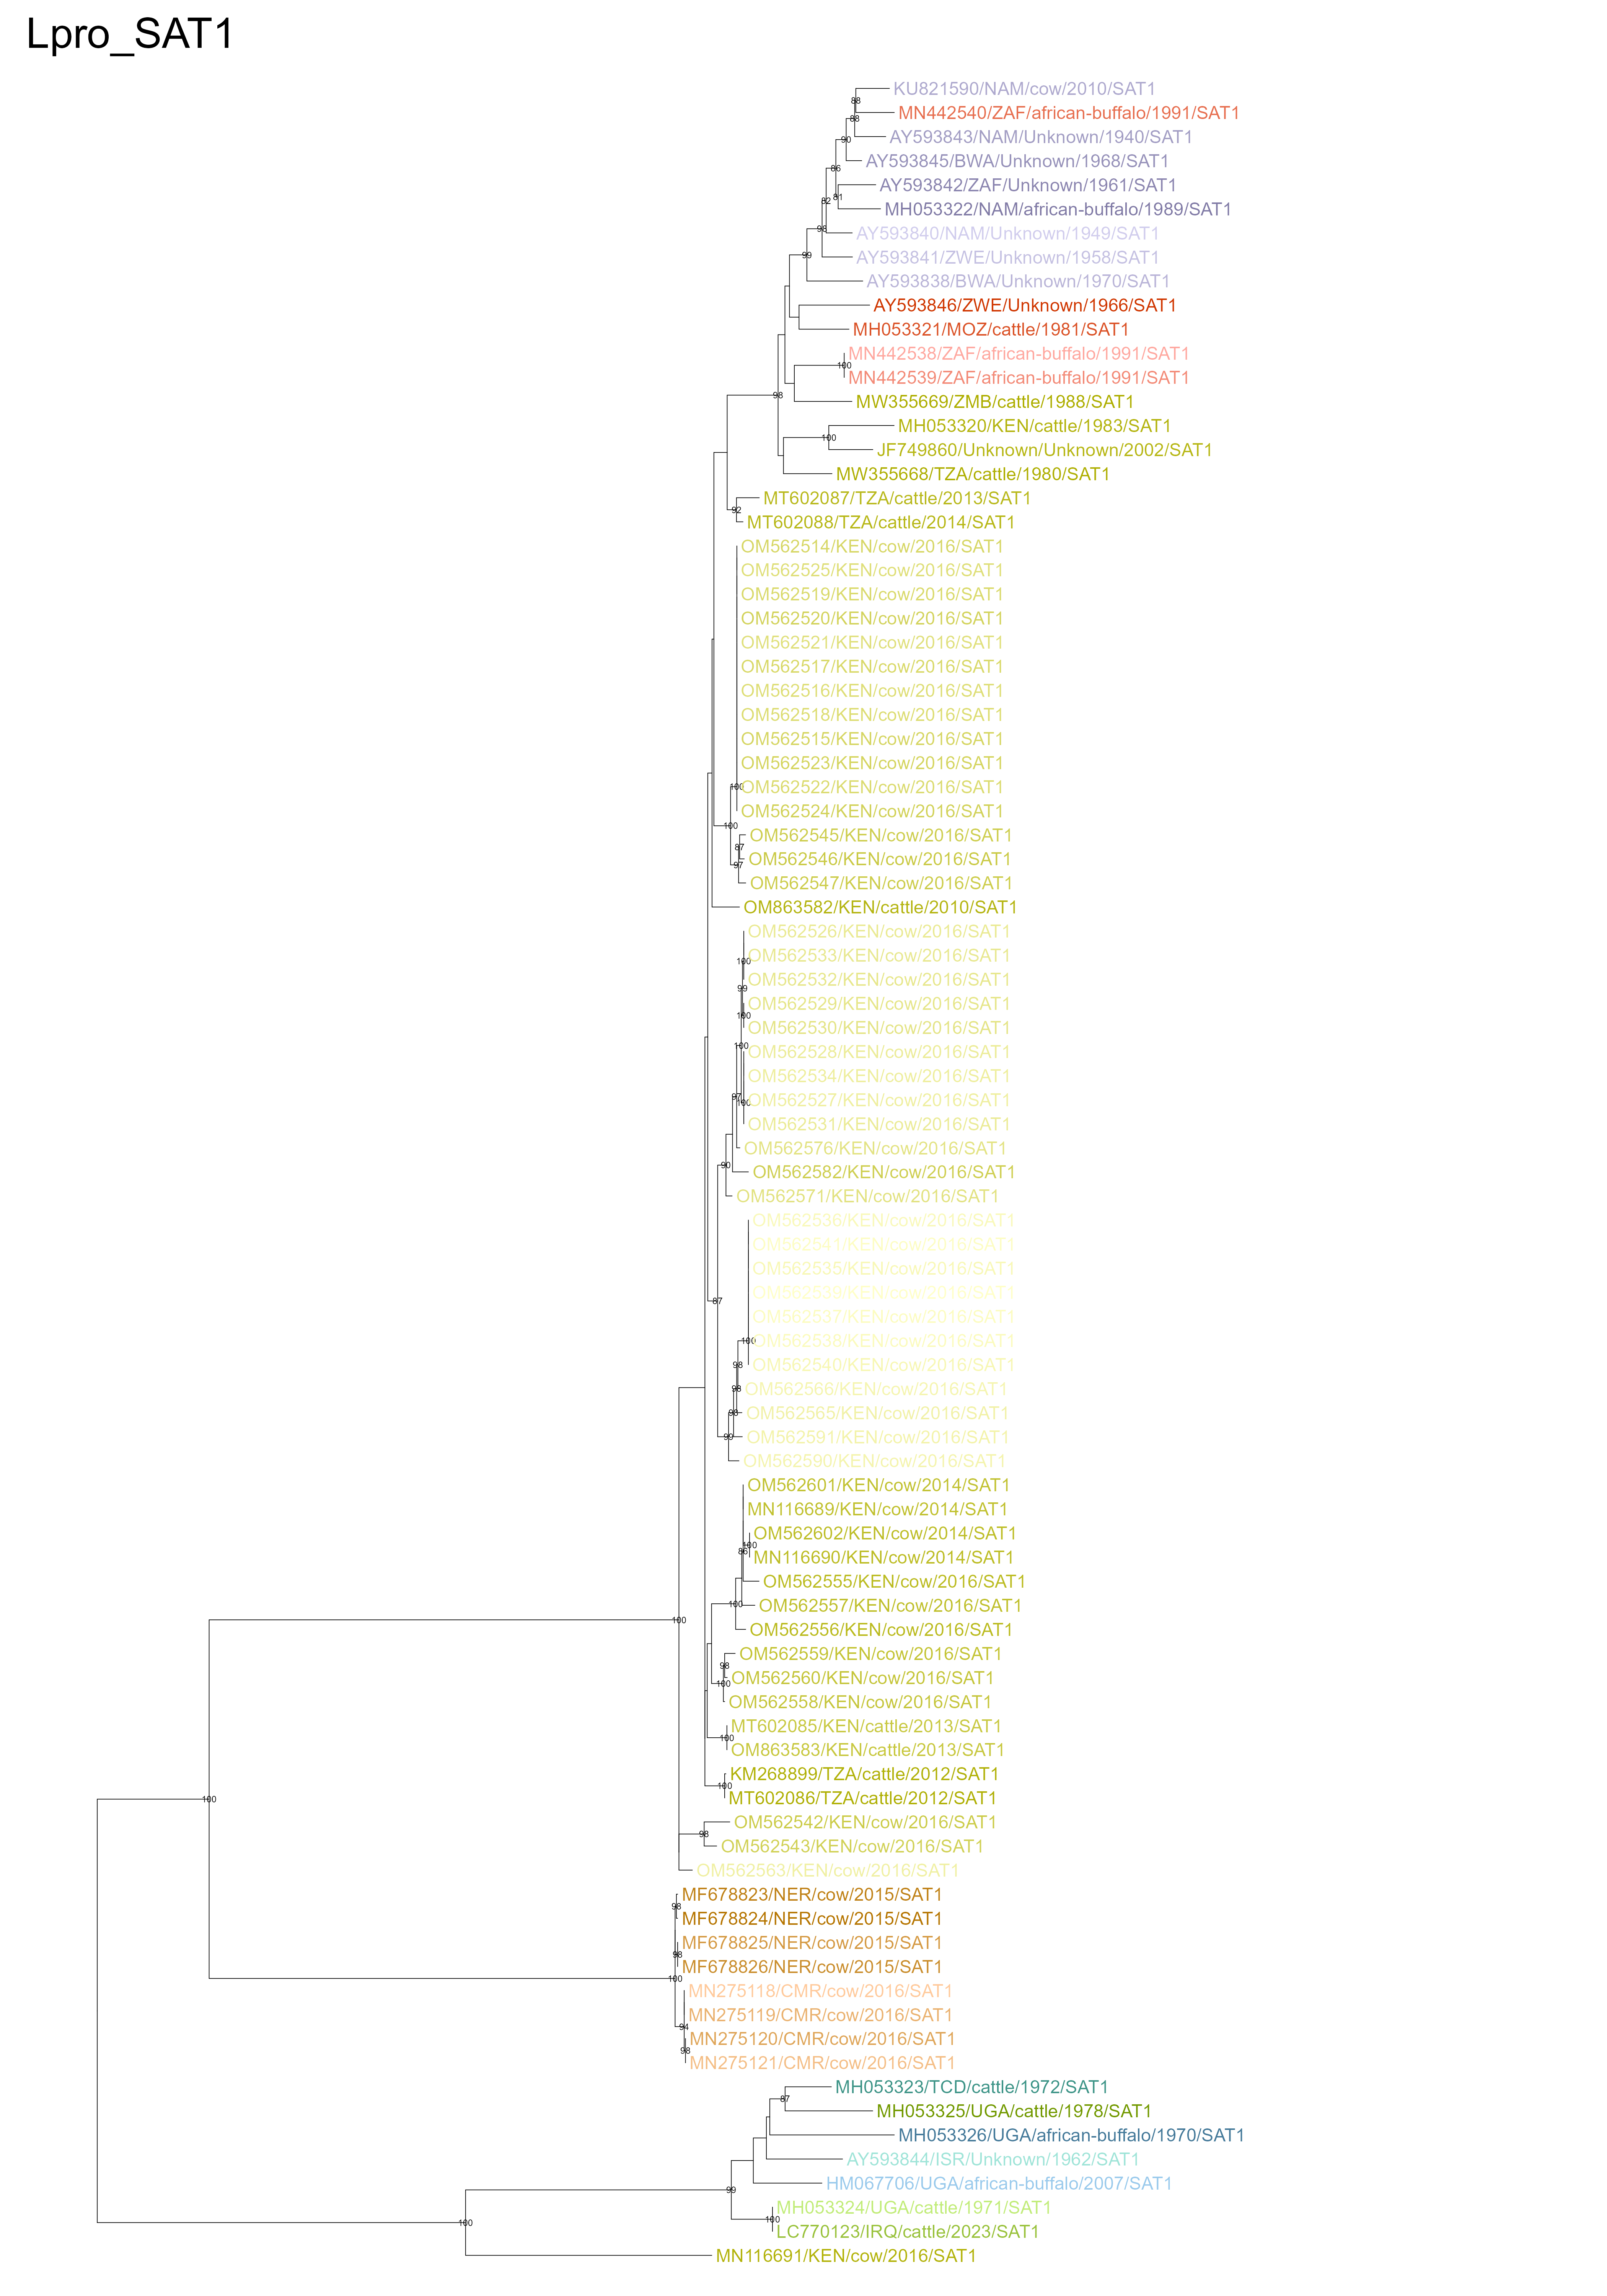 Lpro_SAT1
KU821590/NAM/cow/2010/SAT1
88
MN442540/ZAF/african-buffalo/1991/SAT1
88
AY593843/NAM/Unknown/1940/SAT1
90
AY593845/BWA/Unknown/1968/SAT1
86
AY593842/ZAF/Unknown/1961/SAT1
81
82
MH053322/NAM/african-buffalo/1989/SAT1
98
AY593840/NAM/Unknown/1949/SAT1
99
AY593841/ZWE/Unknown/1958/SAT1
AY593838/BWA/Unknown/1970/SAT1
AY593846/ZWE/Unknown/1966/SAT1
MH053321/MOZ/cattle/1981/SAT1
MN442538/ZAF/african-buffalo/1991/SAT1
100
MN442539/ZAF/african-buffalo/1991/SAT1
98
MW355669/ZMB/cattle/1988/SAT1
MH053320/KEN/cattle/1983/SAT1
100
JF749860/Unknown/Unknown/2002/SAT1
MW355668/TZA/cattle/1980/SAT1
MT602087/TZA/cattle/2013/SAT1
92
MT602088/TZA/cattle/2014/SAT1
OM562514/KEN/cow/2016/SAT1
OM562525/KEN/cow/2016/SAT1
OM562519/KEN/cow/2016/SAT1
OM562520/KEN/cow/2016/SAT1
OM562521/KEN/cow/2016/SAT1
OM562517/KEN/cow/2016/SAT1
OM562516/KEN/cow/2016/SAT1
OM562518/KEN/cow/2016/SAT1
OM562515/KEN/cow/2016/SAT1
OM562523/KEN/cow/2016/SAT1
100
OM562522/KEN/cow/2016/SAT1
OM562524/KEN/cow/2016/SAT1
100
OM562545/KEN/cow/2016/SAT1
87
OM562546/KEN/cow/2016/SAT1
97
OM562547/KEN/cow/2016/SAT1
OM863582/KEN/cattle/2010/SAT1
OM562526/KEN/cow/2016/SAT1
OM562533/KEN/cow/2016/SAT1
100
OM562532/KEN/cow/2016/SAT1
99
OM562529/KEN/cow/2016/SAT1
100
OM562530/KEN/cow/2016/SAT1
100
OM562528/KEN/cow/2016/SAT1
OM562534/KEN/cow/2016/SAT1
97
100
OM562527/KEN/cow/2016/SAT1
OM562531/KEN/cow/2016/SAT1
OM562576/KEN/cow/2016/SAT1
90
OM562582/KEN/cow/2016/SAT1
OM562571/KEN/cow/2016/SAT1
OM562536/KEN/cow/2016/SAT1
OM562541/KEN/cow/2016/SAT1
OM562535/KEN/cow/2016/SAT1
OM562539/KEN/cow/2016/SAT1
87
OM562537/KEN/cow/2016/SAT1
100
OM562538/KEN/cow/2016/SAT1
98
OM562540/KEN/cow/2016/SAT1
98
OM562566/KEN/cow/2016/SAT1
98
OM562565/KEN/cow/2016/SAT1
99
OM562591/KEN/cow/2016/SAT1
OM562590/KEN/cow/2016/SAT1
OM562601/KEN/cow/2014/SAT1
MN116689/KEN/cow/2014/SAT1
OM562602/KEN/cow/2014/SAT1
100
86
MN116690/KEN/cow/2014/SAT1
OM562555/KEN/cow/2016/SAT1
100
OM562557/KEN/cow/2016/SAT1
100
OM562556/KEN/cow/2016/SAT1
OM562559/KEN/cow/2016/SAT1
98
OM562560/KEN/cow/2016/SAT1
100
OM562558/KEN/cow/2016/SAT1
MT602085/KEN/cattle/2013/SAT1
100
OM863583/KEN/cattle/2013/SAT1
KM268899/TZA/cattle/2012/SAT1
100
MT602086/TZA/cattle/2012/SAT1
100
OM562542/KEN/cow/2016/SAT1
98
OM562543/KEN/cow/2016/SAT1
OM562563/KEN/cow/2016/SAT1
MF678823/NER/cow/2015/SAT1
98
MF678824/NER/cow/2015/SAT1
MF678825/NER/cow/2015/SAT1
98
MF678826/NER/cow/2015/SAT1
100
MN275118/CMR/cow/2016/SAT1
MN275119/CMR/cow/2016/SAT1
94
MN275120/CMR/cow/2016/SAT1
98
MN275121/CMR/cow/2016/SAT1
MH053323/TCD/cattle/1972/SAT1
87
MH053325/UGA/cattle/1978/SAT1
MH053326/UGA/african-buffalo/1970/SAT1
AY593844/ISR/Unknown/1962/SAT1
HM067706/UGA/african-buffalo/2007/SAT1
99
MH053324/UGA/cattle/1971/SAT1
100
100
LC770123/IRQ/cattle/2023/SAT1
MN116691/KEN/cow/2016/SAT1